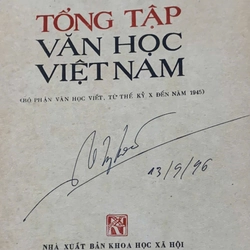 TỔNG TẬP
VĂN HỌC
VIỆT NAM
(BỘ PHẬN VĂN HỌC VIẾT, TỪ THẾ KỶ X ĐẾN NĂM 1945)
13/9/96
NHÀ XUẤT BẢN KHOA HỌC XÃ HỘI